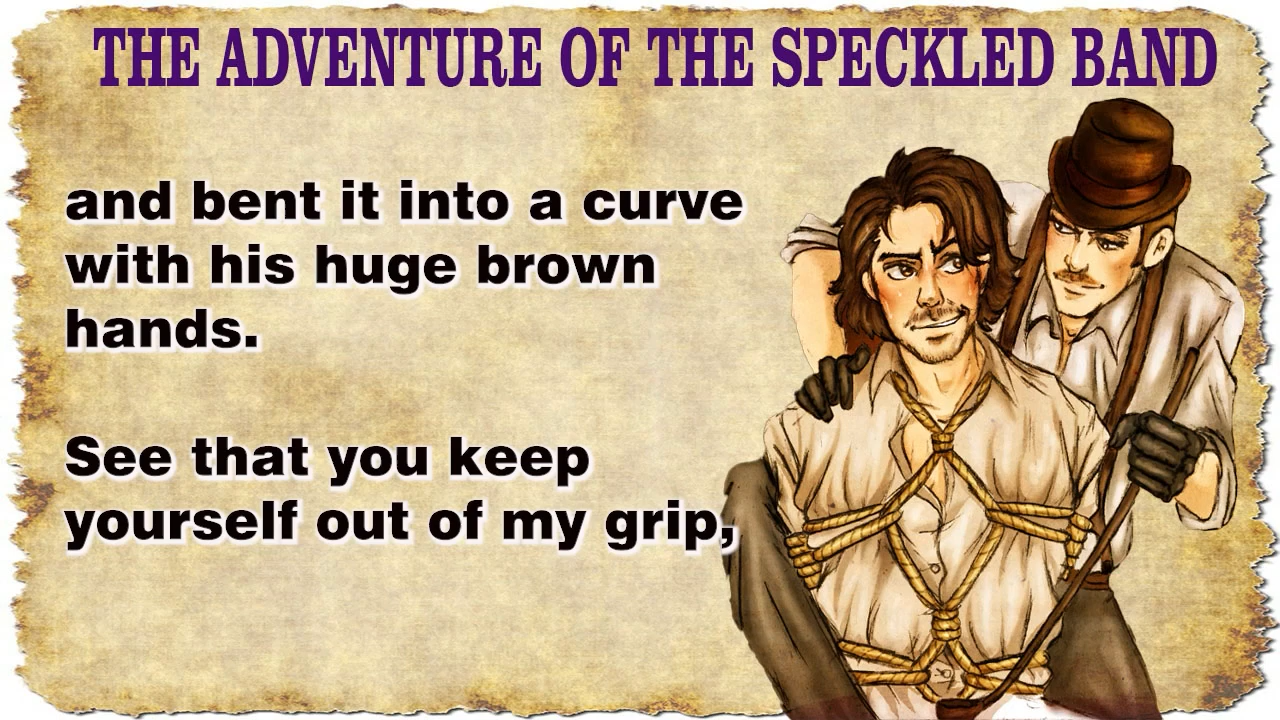 THE ADVENTURE OF THE SPECKLED BAND
and bent it into a curve
with his huge brown
hands.
See that you keep
yourself out of my grip,